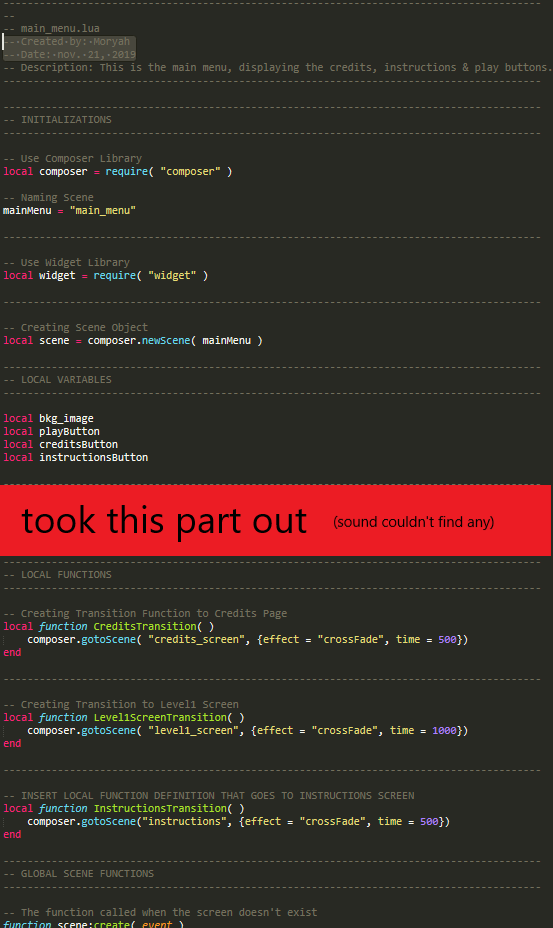 -----------------------------------------------------------------------------------------
--
-- main_menu.lua
-- Created by: Moryah
-- Date: nov. 21, 2019
-- Description: This is the main menu, displaying the credits, instructions & play buttons.
-----------------------------------------------------------------------------------------
-----------------------------------------------------------------------------------------
-- INITIALIZATIONS
-----------------------------------------------------------------------------------------
-- Use Composer Library
local composer = require( "composer" )
-- Naming Scene
mainMenu = "main_menu"
-----------------------------------------------------------------------------------------
-- Use Widget Library
local widget = require( "widget" )
-----------------------------------------------------------------------------------------
-- Creating Scene Object
local scene = composer.newScene( mainMenu )
-----------------------------------------------------------------------------------------
-- LOCAL VARIABLES
-----------------------------------------------------------------------------------------
local bkg_image
local playButton
local creditsButton
local instructionsButton
-----------------------------------------------------------------------------------------
took this part out (sound couldn't find any)
-----------------------------------------------------------------------------------------
-- LOCAL FUNCTIONS
-----------------------------------------------------------------------------------------
-- Creating Transition Function to Credits Page
local function CreditsTransition( )
    composer.gotoScene( "credits_screen", {effect = "crossFade", time = 500})
end
-----------------------------------------------------------------------------------------
-- Creating Transition to Level1 Screen
local function Level1ScreenTransition( )
    composer.gotoScene( "level1_screen", {effect = "crossFade", time = 1000})
end
-----------------------------------------------------------------------------------------
-- INSERT LOCAL FUNCTION DEFINITION THAT GOES TO INSTRUCTIONS SCREEN
local function InstructionsTransition( )
    composer.gotoScene("instructions", {effect = "crossFade", time = 500})
end
-----------------------------------------------------------------------------------------
-- GLOBAL SCENE FUNCTIONS
-----------------------------------------------------------------------------------------
-- The function called when the screen doesn't exist
function scene:create( event )